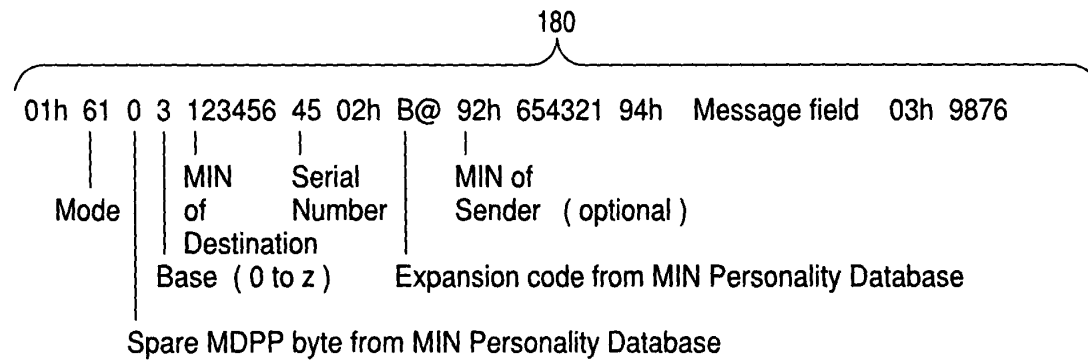 180
01h 61 0 3 123456 45 02h B@ 92h 654321 94h Message field 03h 9876
MIN Serial MIN of
Mode of Number Sender ( optional )
Destination
Base ( 0 to z ) Expansion code from MIN Personality Database
Spare MDPP byte from MIN Personality Database